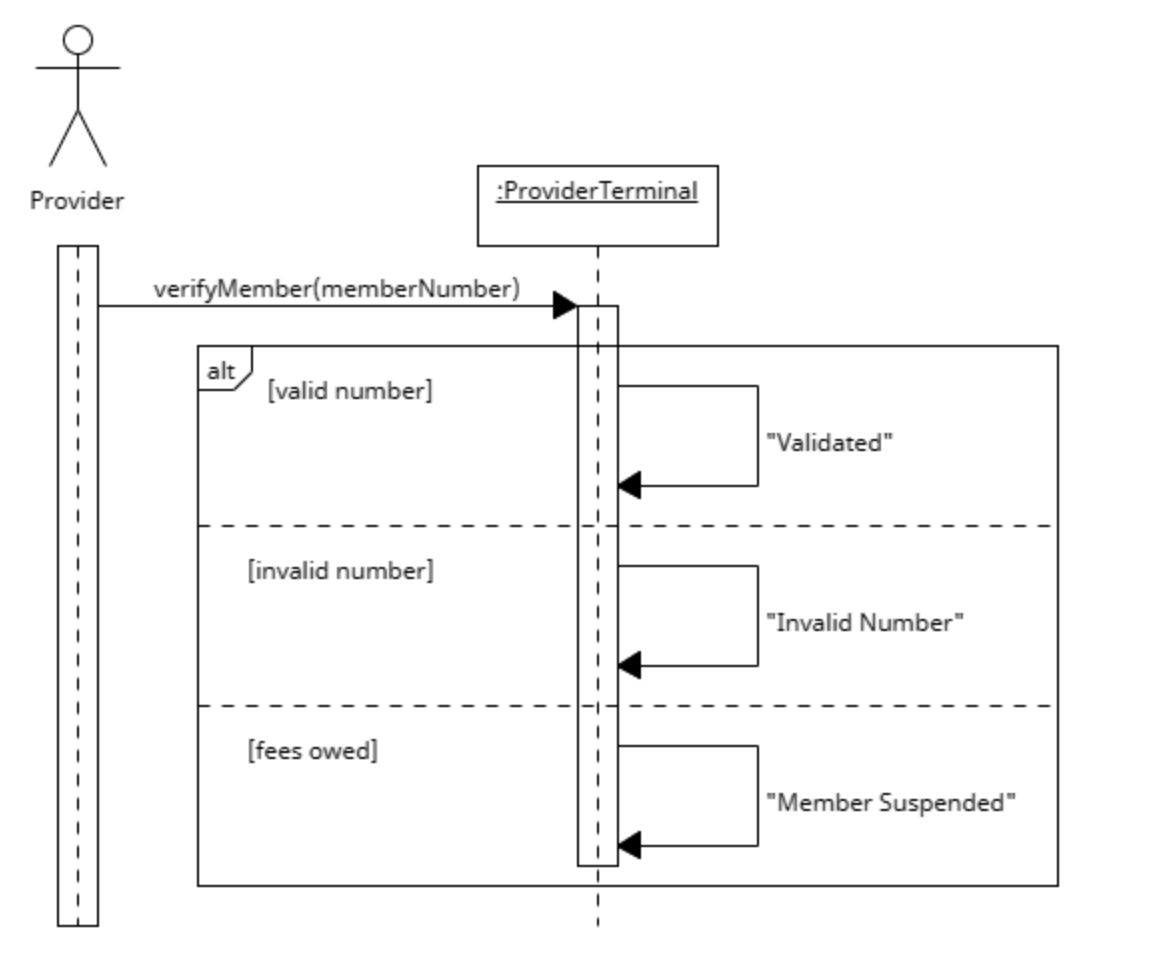 Provider
:ProviderTerminal
verifyMember(memberNumber)
alt
[valid number]
"Validated"
[invalid number]
"Invalid Number"
[fees owed]
"Member Suspended"